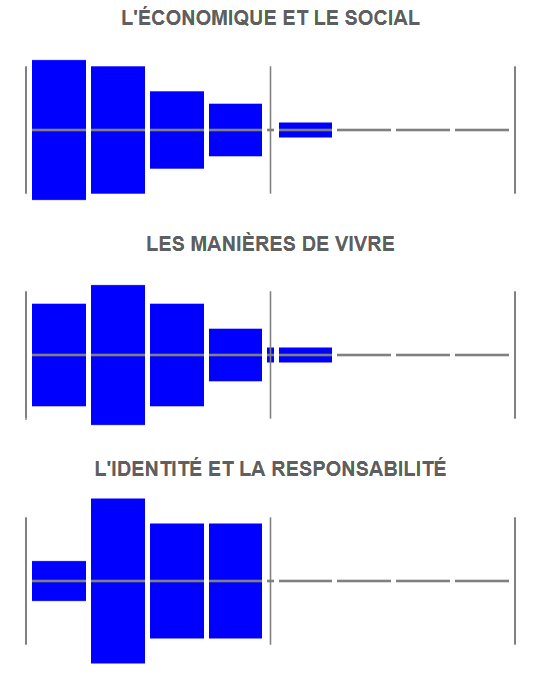 L'ÉCONOMIQUE ET LE SOCIAL
LES MANIÈRES DE VIVRE
L'IDENTITÉ ET LA RESPONSABILITÉ